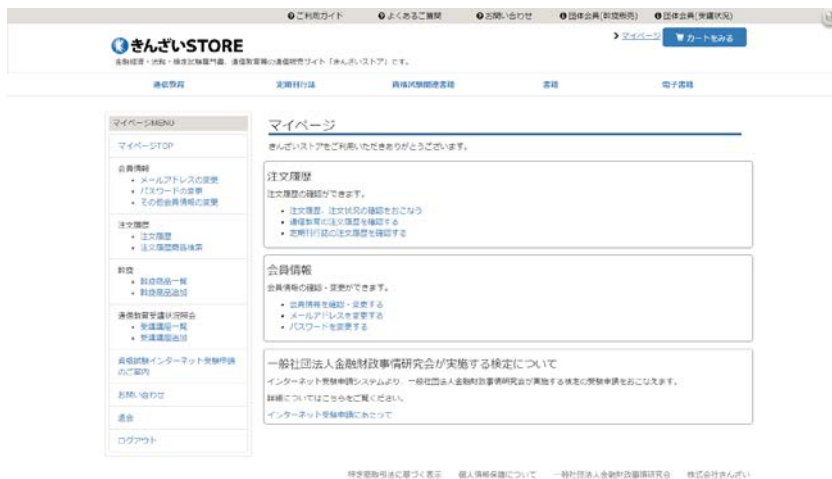 ご利用ガイド
よくあるご質問
お問い合わせ
団体会員(斡旋販売)
団体会員(受講状況)
きんざいSTORE
マイページ
カートをみる
金融経済・法務・検定試験専門書、通信教育等の通信販売サイト「きんざいストア」です。
通信教育
定期刊行誌
資格試験関連書籍
書籍
電子書籍
マイページMENU
マイページTOP
会員情報
メールアドレスの変更
パスワードの変更
その他会員情報の変更
注文履歴
注文履歴
注文履歴商品検索
斡旋
斡旋商品一覧
斡旋商品追加
通信教育受講状況照会
受講講座一覧
受講講座追加
資格試験インターネット受験申請
のご案内
お問い合わせ
退会
ログアウト
マイページ
きんざいストアをご利用いただきありがとうございます。
注文履歴
注文履歴の確認ができます。
注文履歴、注文状況の確認をおこなう
通信教育の注文履歴を確認する
定期刊行誌の注文履歴を確認する
会員情報
会員情報の確認・変更ができます。
会員情報を確認・変更する
メールアドレスを変更する
パスワードを変更する
一般社団法人金融財政事情研究会が実施する検定について
インターネット受験申請システムより、一般社団法人金融財政事情研究会が実施する検定の受験申請をおこなえます。
詳細についてはこちらをご覧ください。
インターネット受験申請にあたって
特定商取引法に基づく表示
個人情報保護について
一般社団法人金融財政事情研究会
株式会社きんざい